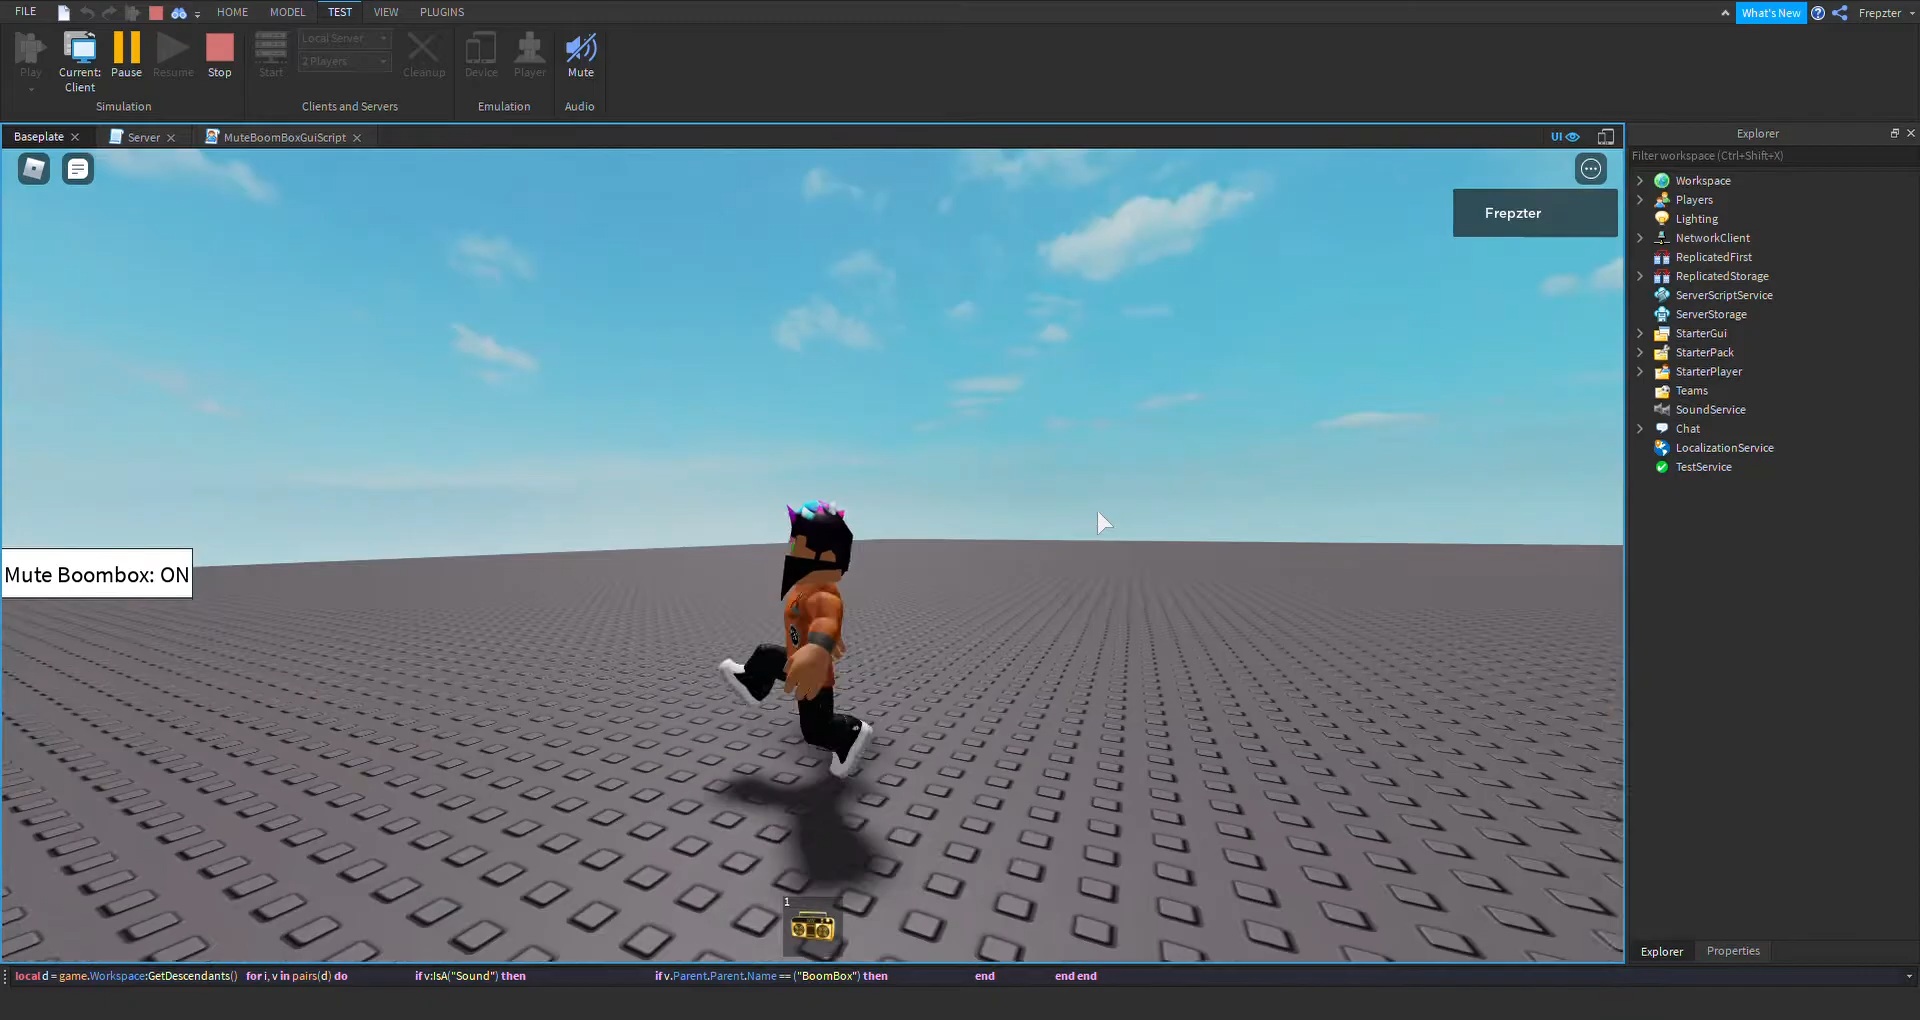 FILE HOME MODEL TEST VIEW PLUGINS What's New Frepzter
Play Current: Client Pause Resume Stop Start Local Server 2 Players Cleanup Device Player Mute
Simulation Clients and Servers Emulation Audio
Baseplate Server MuteBoomBoxGuiScript UI
Explorer
Filter workspace (Ctrl+Shift+X)
Workspace
Players
Lighting
NetworkClient
ReplicatedFirst
ReplicatedStorage
ServerScriptService
ServerStorage
StarterGui
StarterPack
StarterPlayer
Teams
SoundService
Chat
LocalizationService
TestService
Frepzter
Mute Boombox: ON
1
Explorer Properties
local d = game.Workspace:GetDescendants() for i, v in pairs(d) do if v:IsA("Sound") then if v.Parent.Parent.Name == ("BoomBox") then end end end